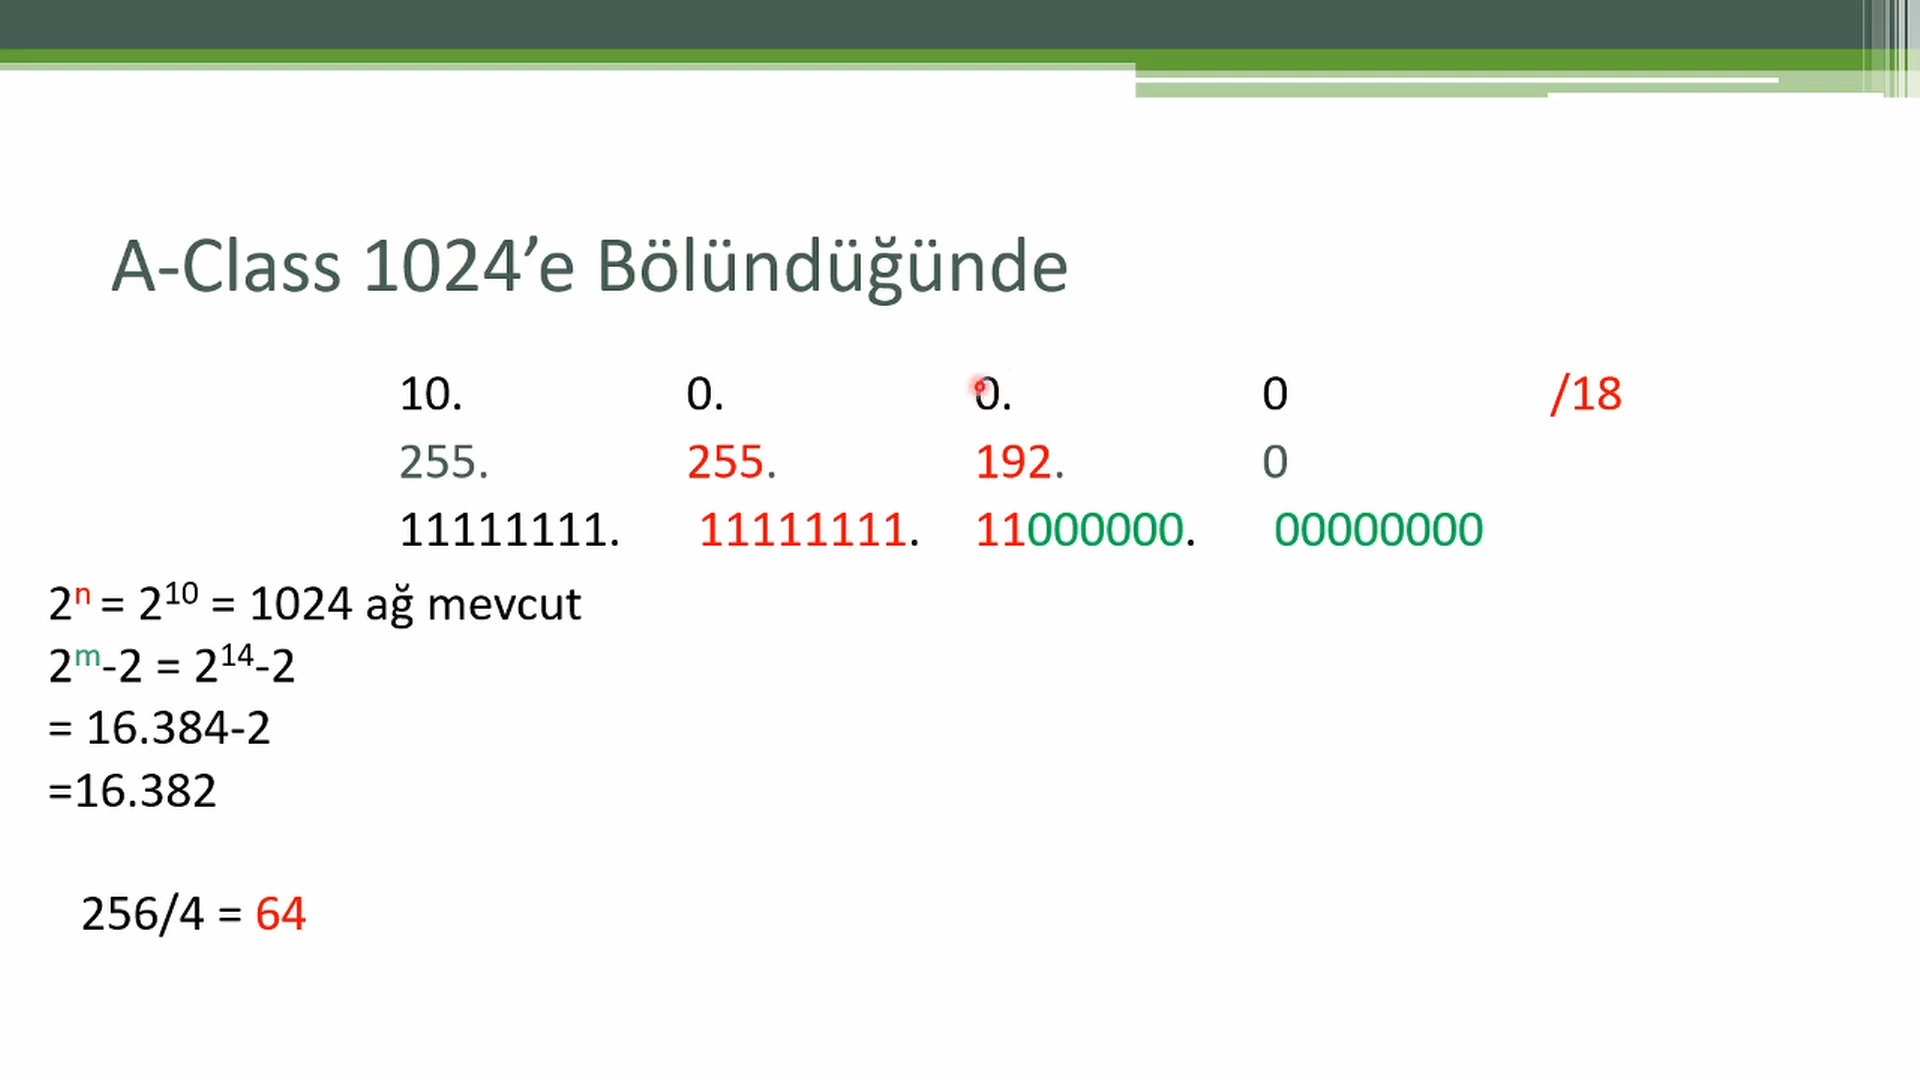 A-Class 1024’e Bölündüğünde
10. 0. 0. 0 /18
255. 255. 192. 0
11111111. 11111111. 11000000. 00000000
2ⁿ = 2¹⁰ = 1024 ağ mevcut
2ᵐ-2 = 2¹⁴-2
= 16.384-2
=16.382
256/4 = 64